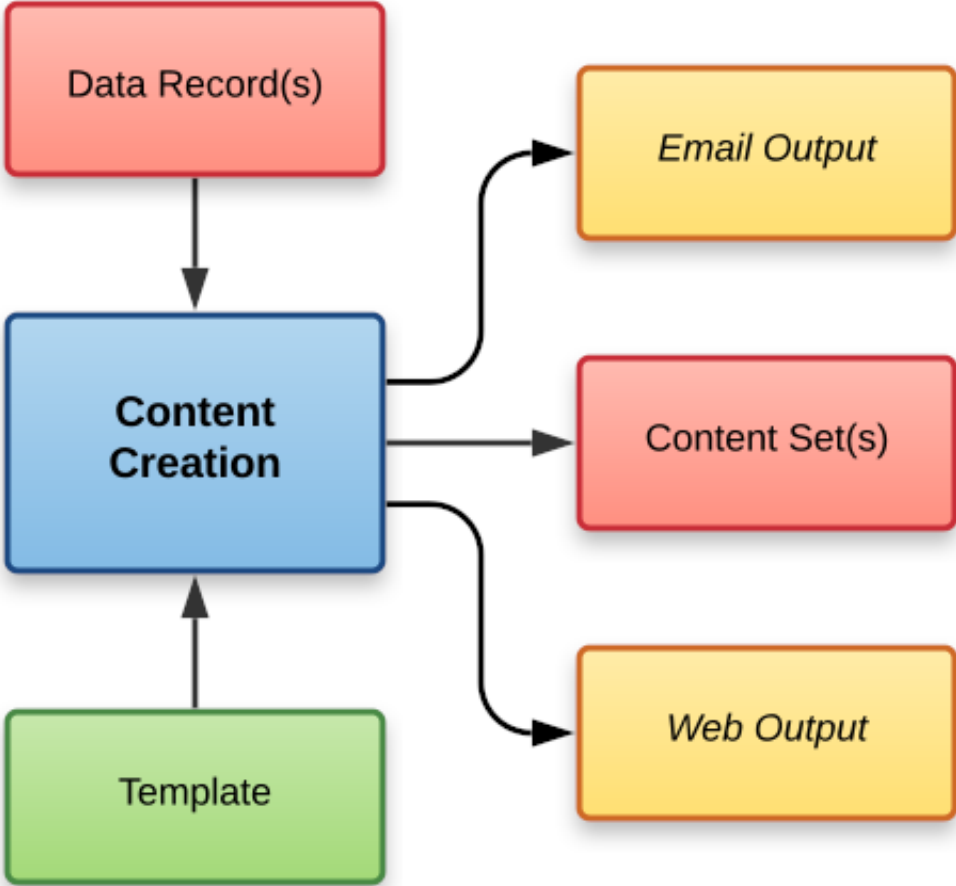 Data Record(s)
Email Output
Content
Creation
Content Set(s)
Web Output
Template